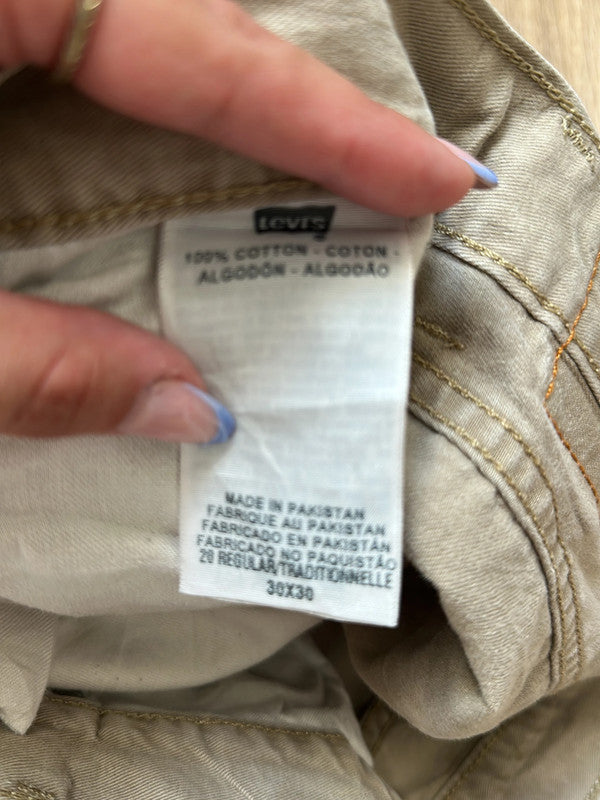 Levi's
100% COTTON - COTON -
ALGODÓN - ALGODÃO
MADE IN PAKISTAN
FABRIQUE AU PAKISTAN
FABRICADO EN PAKISTÁN
FABRICADO NO PAQUISTÃO
20 REGULAR/TRADITIONNELLE
30X30